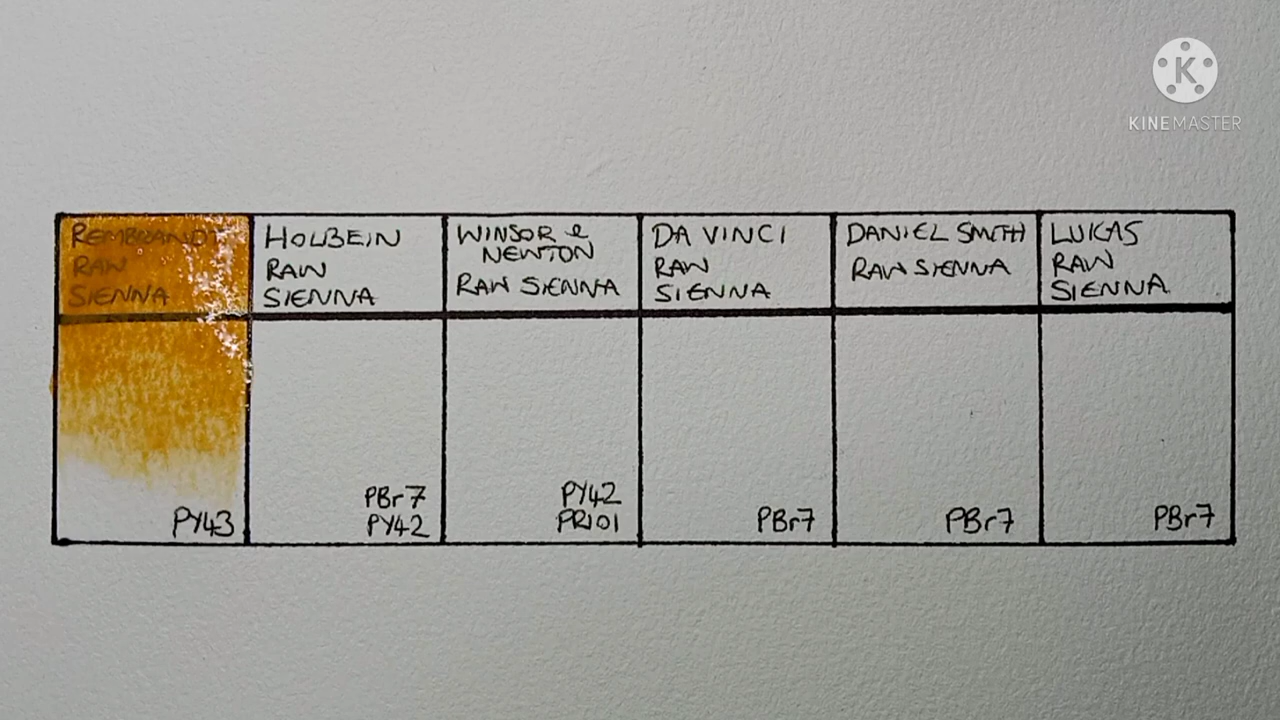 REMBRANDT
RAW
SIENNA
PY43
HOLBEIN
RAW
SIENNA
PBr7
PY42
WINSOR &
NEWTON
RAW SIENNA
PY42
PR101
DA VINCI
RAW
SIENNA
PBr7
DANIEL SMITH
RAW SIENNA
PBr7
LUKAS
RAW
SIENNA
PBr7
K
KINEMASTER